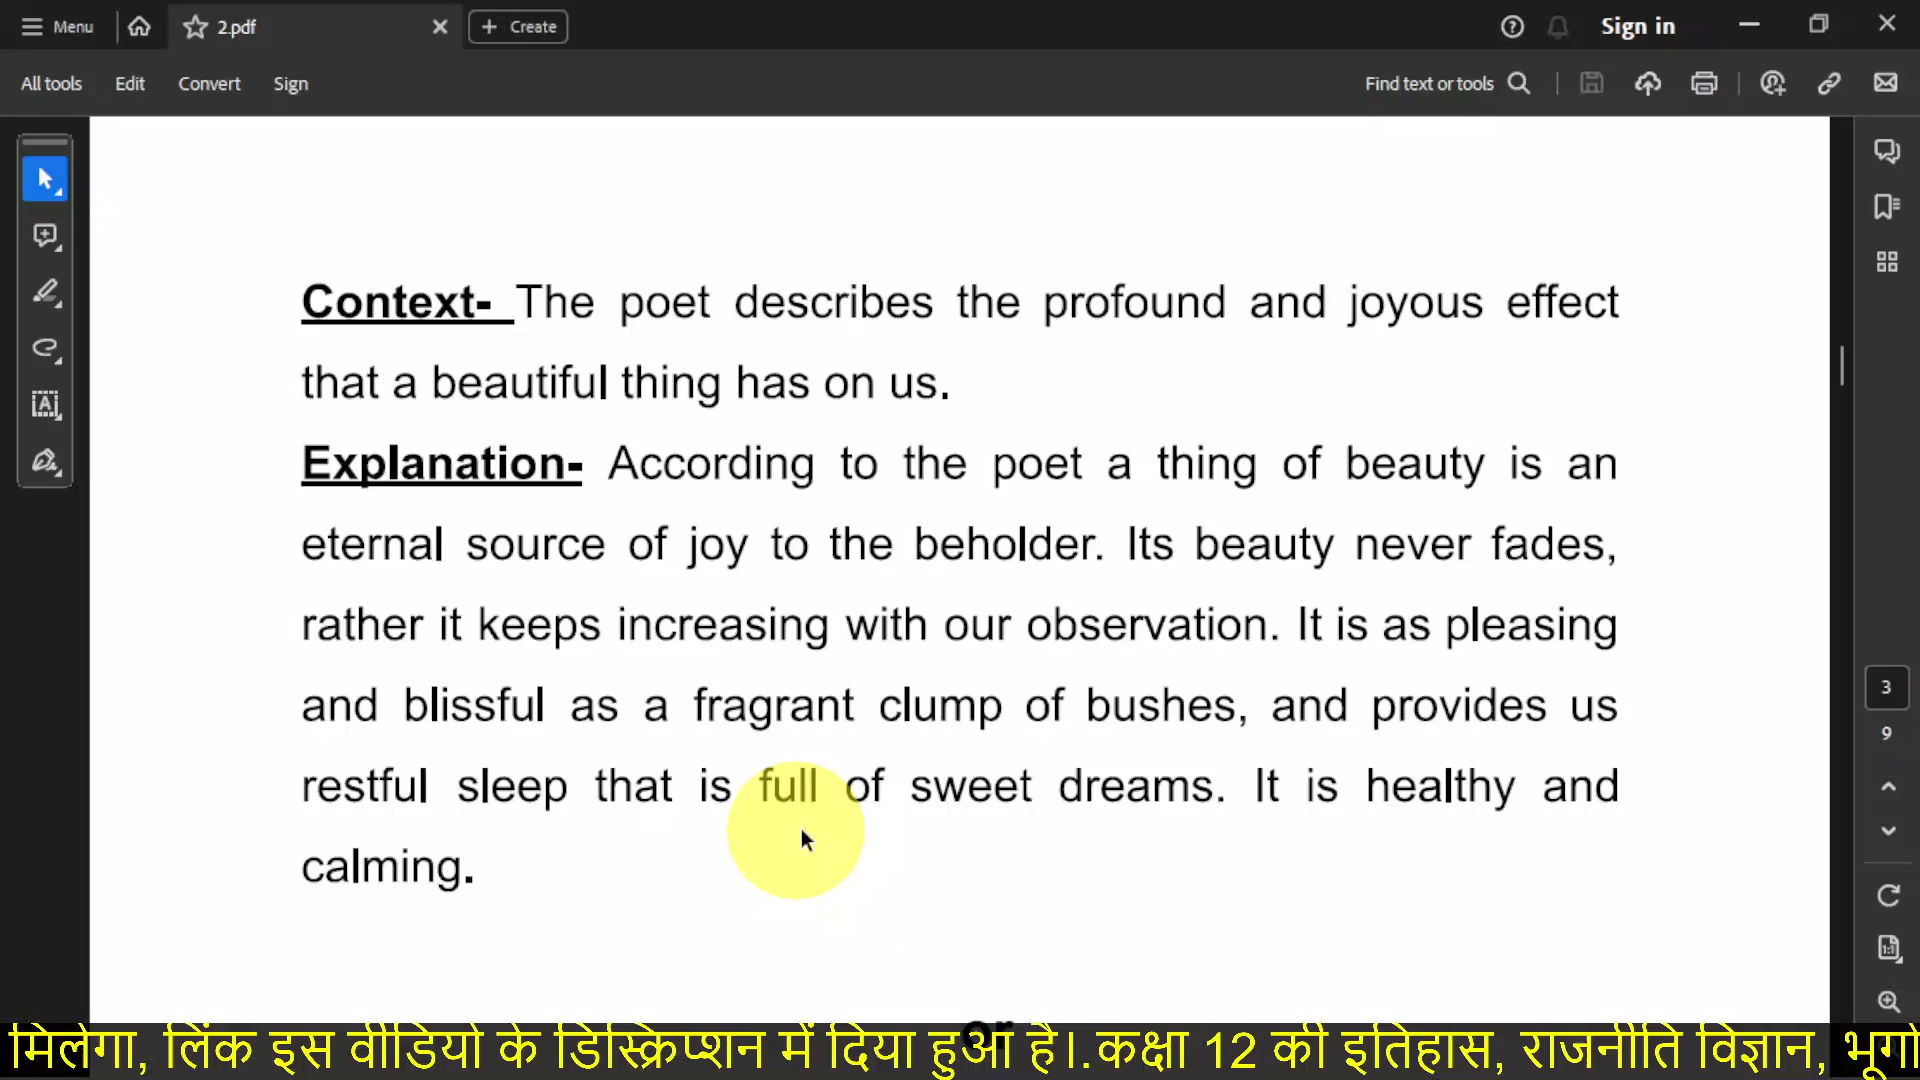 Menu
2.pdf
Create
Sign in
All tools
Edit
Convert
Sign
Find text or tools
Context- The poet describes the profound and joyous effect
that a beautiful thing has on us.
Explanation- According to the poet a thing of beauty is an
eternal source of joy to the beholder. Its beauty never fades,
rather it keeps increasing with our observation. It is as pleasing
and blissful as a fragrant clump of bushes, and provides us
restful sleep that is full of sweet dreams. It is healthy and
calming.
3
9
or
मिलेगा, लिंक इस वीडियो के डिस्क्रिप्शन में दिया हुआ है।.कक्षा 12 की इतिहास, राजनीति विज्ञान, भूगो